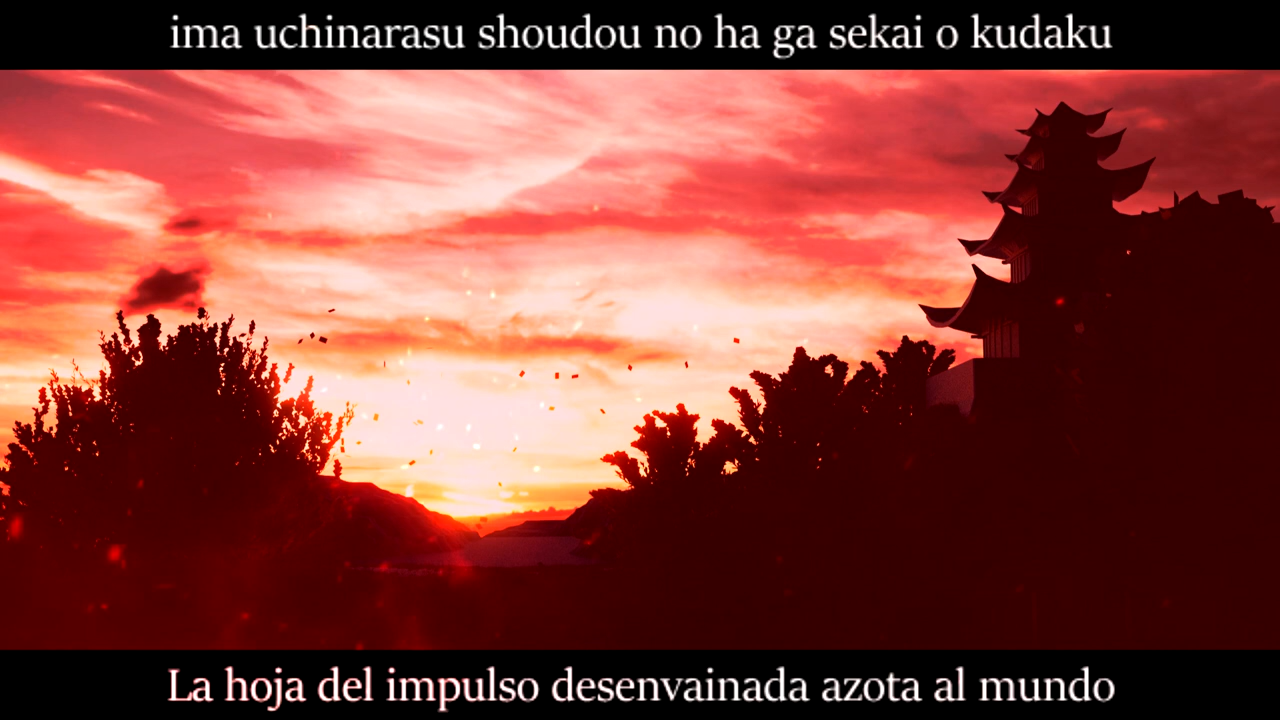 ima uchinarasu shoudou no ha ga sekai o kudaku
La hoja del impulso desenvainada azota al mundo